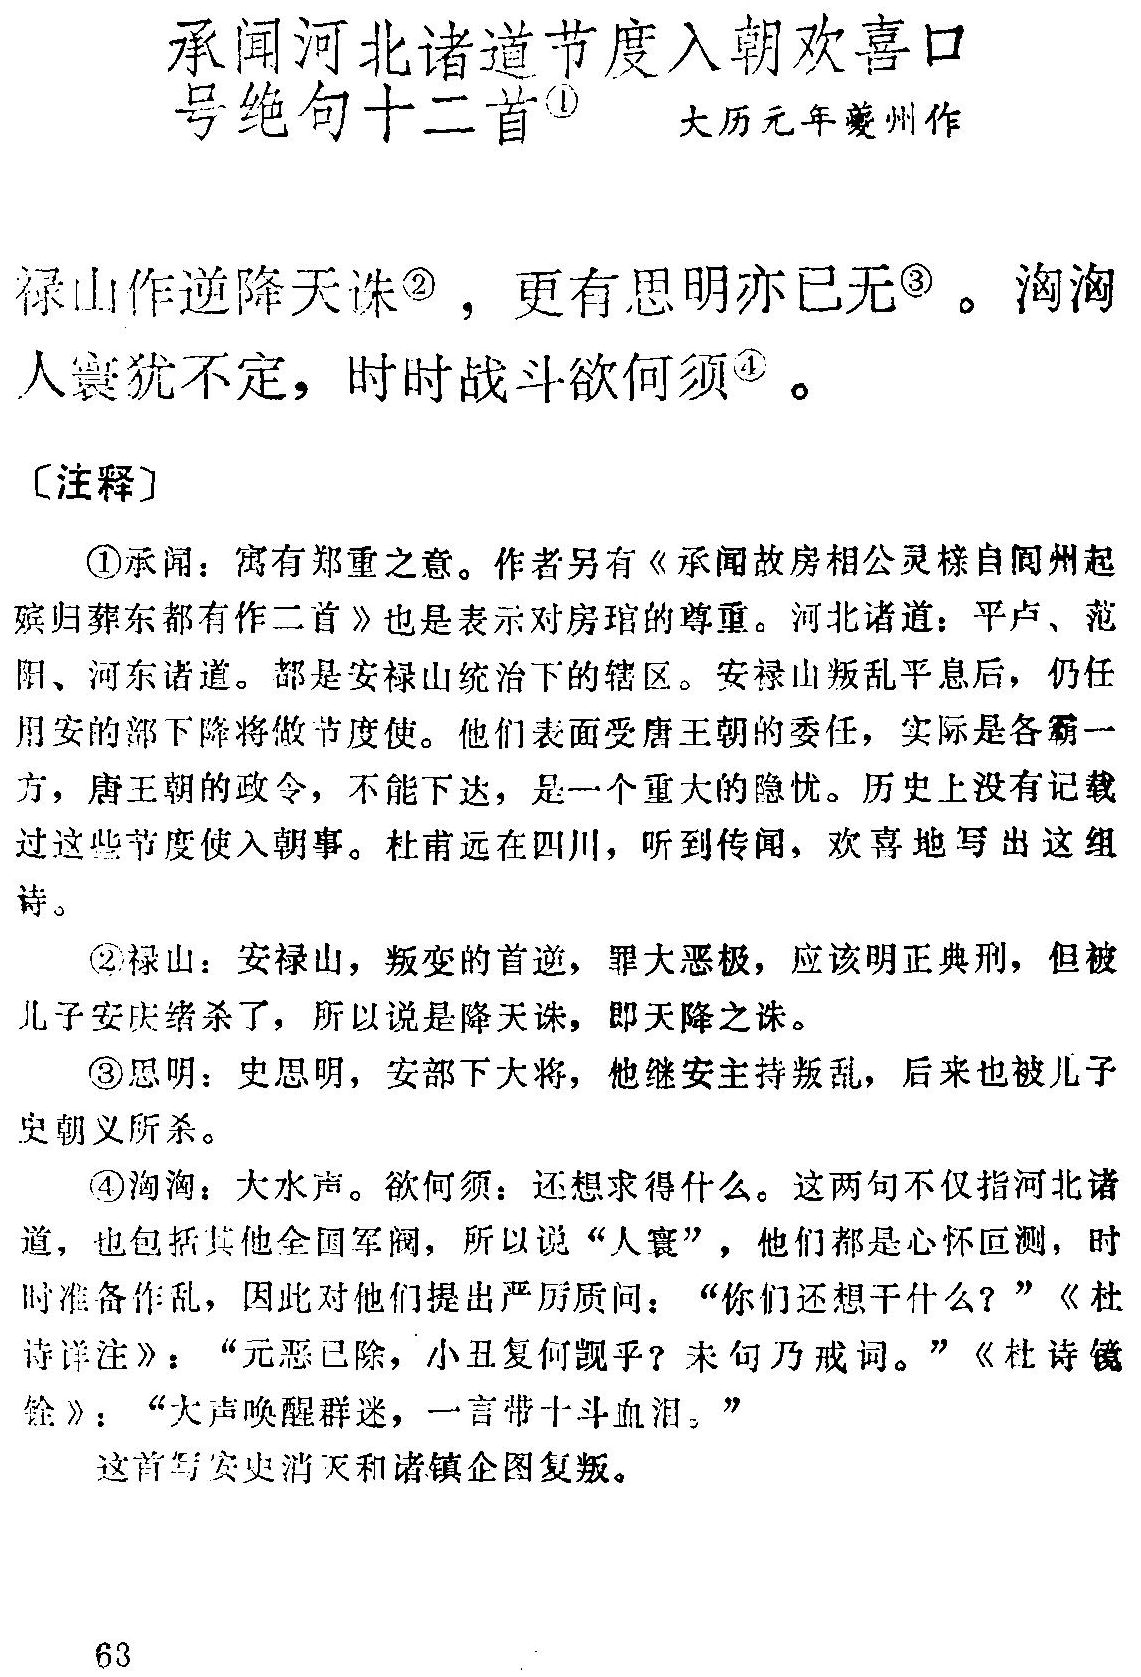 承闻河北诸道节度入朝欢喜口
号绝句十二首① 大历元年夔州作
禄山作逆降天诛②，更有思明亦已无③。汹汹
人寰犹不定，时时战斗欲何须④。
〔注释〕
①承闻：寓有郑重之意。作者另有《承闻故房相公灵榇自阆州起
殡归葬东都有作二首》也是表示对房琯的尊重。河北诸道：平卢、范
阳、河东诸道。都是安禄山统治下的辖区。安禄山叛乱平息后，仍任
用安的部下降将做节度使。他们表面受唐王朝的委任，实际是各霸一
方，唐王朝的政令，不能下达，是一个重大的隐忧。历史上没有记载
过这些节度使入朝事。杜甫远在四川，听到传闻，欢喜地写出这组
诗。
②禄山：安禄山，叛变的首逆，罪大恶极，应该明正典刑，但被
儿子安庆绪杀了，所以说是降天诛，即天降之诛。
③思明：史思明，安部下大将，他继安主持叛乱，后来也被儿子
史朝义所杀。
④汹汹：大水声。欲何须：还想求得什么。这两句不仅指河北诸
道，也包括其他全国军阀，所以说“人寰”，他们都是心怀叵测，时
时准备作乱，因此对他们提出严厉质问：“你们还想干什么？”《杜
诗详注》：“元恶已除，小丑复何觊乎？末句乃戒词。”《杜诗镜
铨》：“大声唤醒群迷，一言带十斗血泪。”
这首写安史消灭和诸镇企图复叛。
63